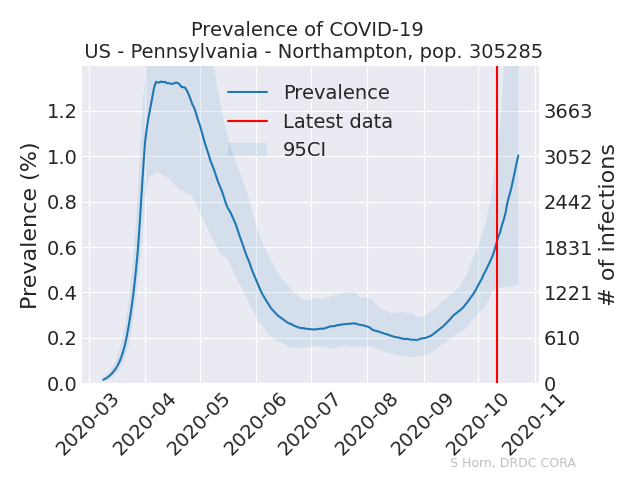 Prevalence of COVID-19
US - Pennsylvania - Northampton, pop. 305285
Prevalence
Latest data
95CI
Prevalence (%)
1.2
1.0
0.8
0.6
0.4
0.2
0.0
3663
3052
2442
1831
1221
610
0
# of infections
2020-03
2020-04
2020-05
2020-06
2020-07
2020-08
2020-09
2020-10
2020-11
S Horn, DRDC CORA